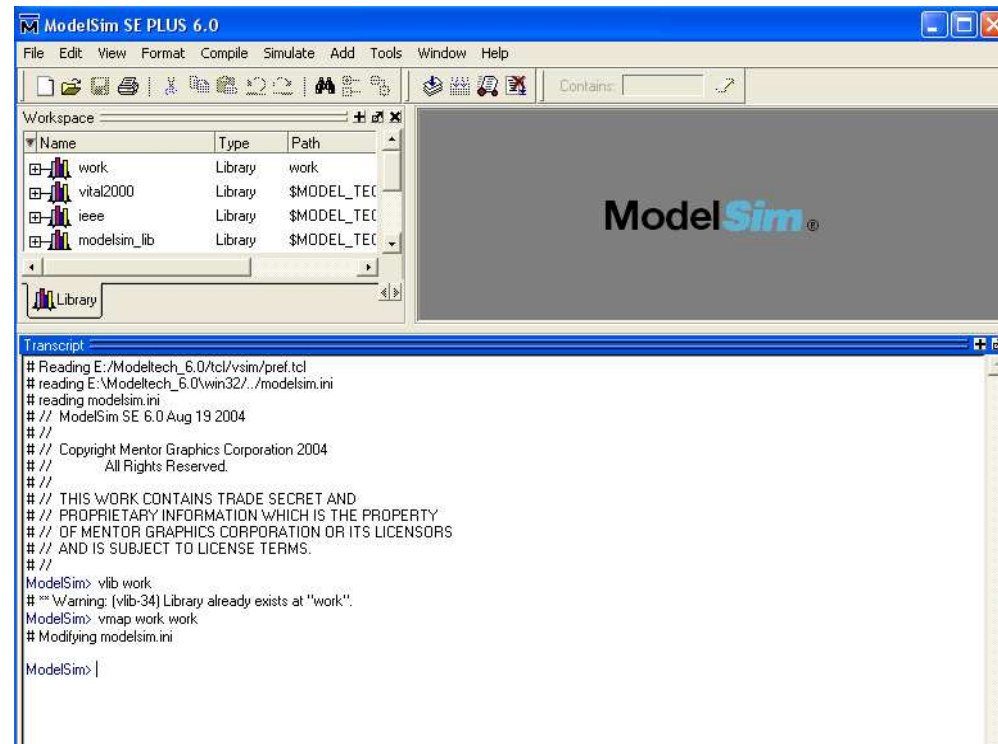 ModelSim SE PLUS 6.0
File Edit View Format Compile Simulate Add Tools Window Help
Contains:
Workspace
Name Type Path
work Library work
vital2000 Library $MODEL_TEC
ieee Library $MODEL_TEC
modelsim_lib Library $MODEL_TEC
Library
ModelSim ®
Transcript
# Reading E:/Modeltech_6.0/tcl/vsim/pref.tcl
# reading E:\Modeltech_6.0\win32/../modelsim.ini
# reading modelsim.ini
# // ModelSim SE 6.0 Aug 19 2004
# //
# // Copyright Mentor Graphics Corporation 2004
# // All Rights Reserved.
# //
# // THIS WORK CONTAINS TRADE SECRET AND
# // PROPRIETARY INFORMATION WHICH IS THE PROPERTY
# // OF MENTOR GRAPHICS CORPORATION OR ITS LICENSORS
# // AND IS SUBJECT TO LICENSE TERMS.
# //
ModelSim> vlib work
# ** Warning: (vlib-34) Library already exists at "work".
ModelSim> vmap work work
# Modifying modelsim.ini
ModelSim>